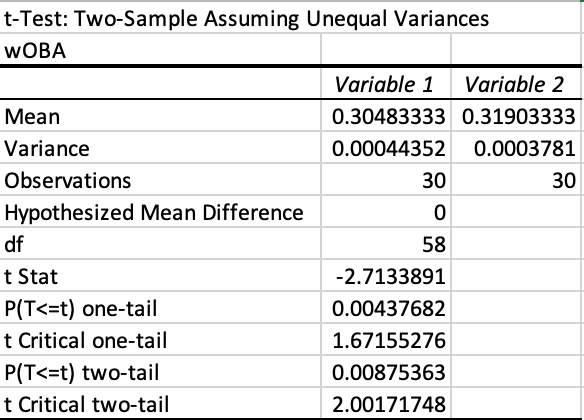 t-Test: Two-Sample Assuming Unequal Variances
wOBA
Variable 1 Variable 2
Mean 0.30483333 0.31903333
Variance 0.00044352 0.0003781
Observations 30 30
Hypothesized Mean Difference 0
df 58
t Stat -2.7133891
P(T<=t) one-tail 0.00437682
t Critical one-tail 1.67155276
P(T<=t) two-tail 0.00875363
t Critical two-tail 2.00171748